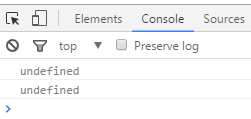 Elements Console Sources
top Preserve log
undefined
undefined